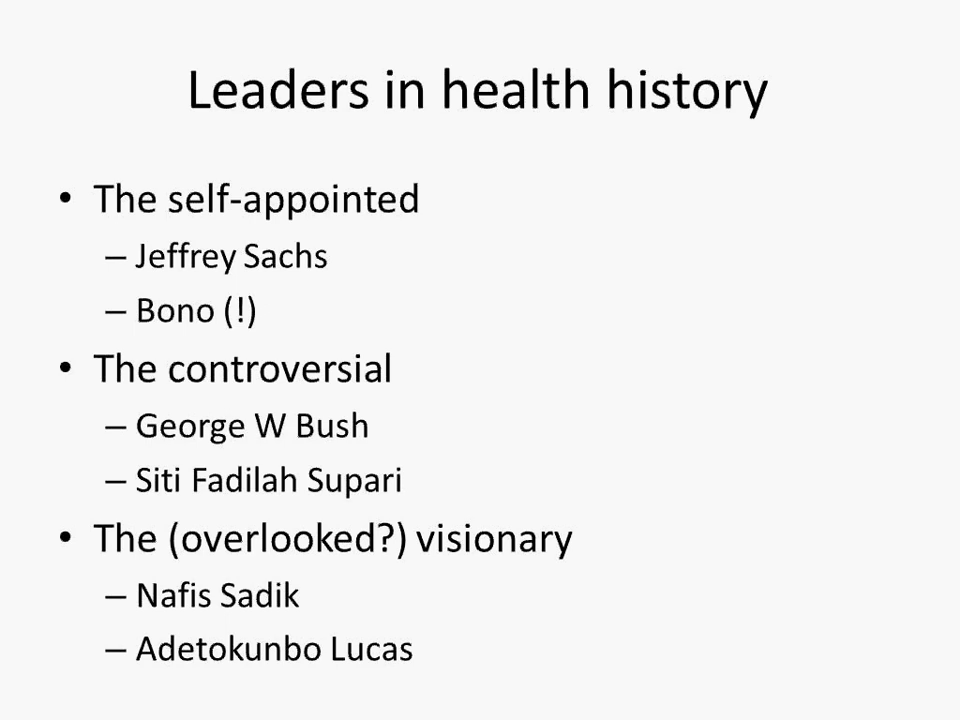 Leaders in health history
• The self-appointed
– Jeffrey Sachs
– Bono (!)
• The controversial
– George W Bush
– Siti Fadilah Supari
• The (overlooked?) visionary
– Nafis Sadik
– Adetokunbo Lucas